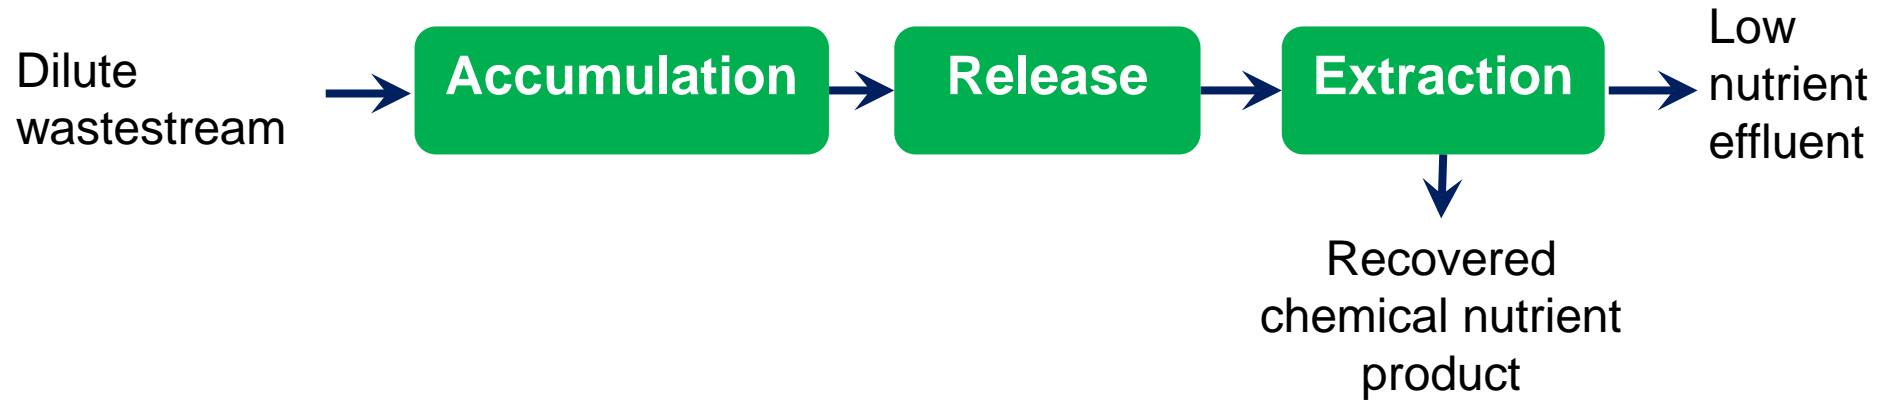 Dilute
wastestream
Accumulation
Release
Extraction
Low
nutrient
effluent
Recovered
chemical nutrient
product